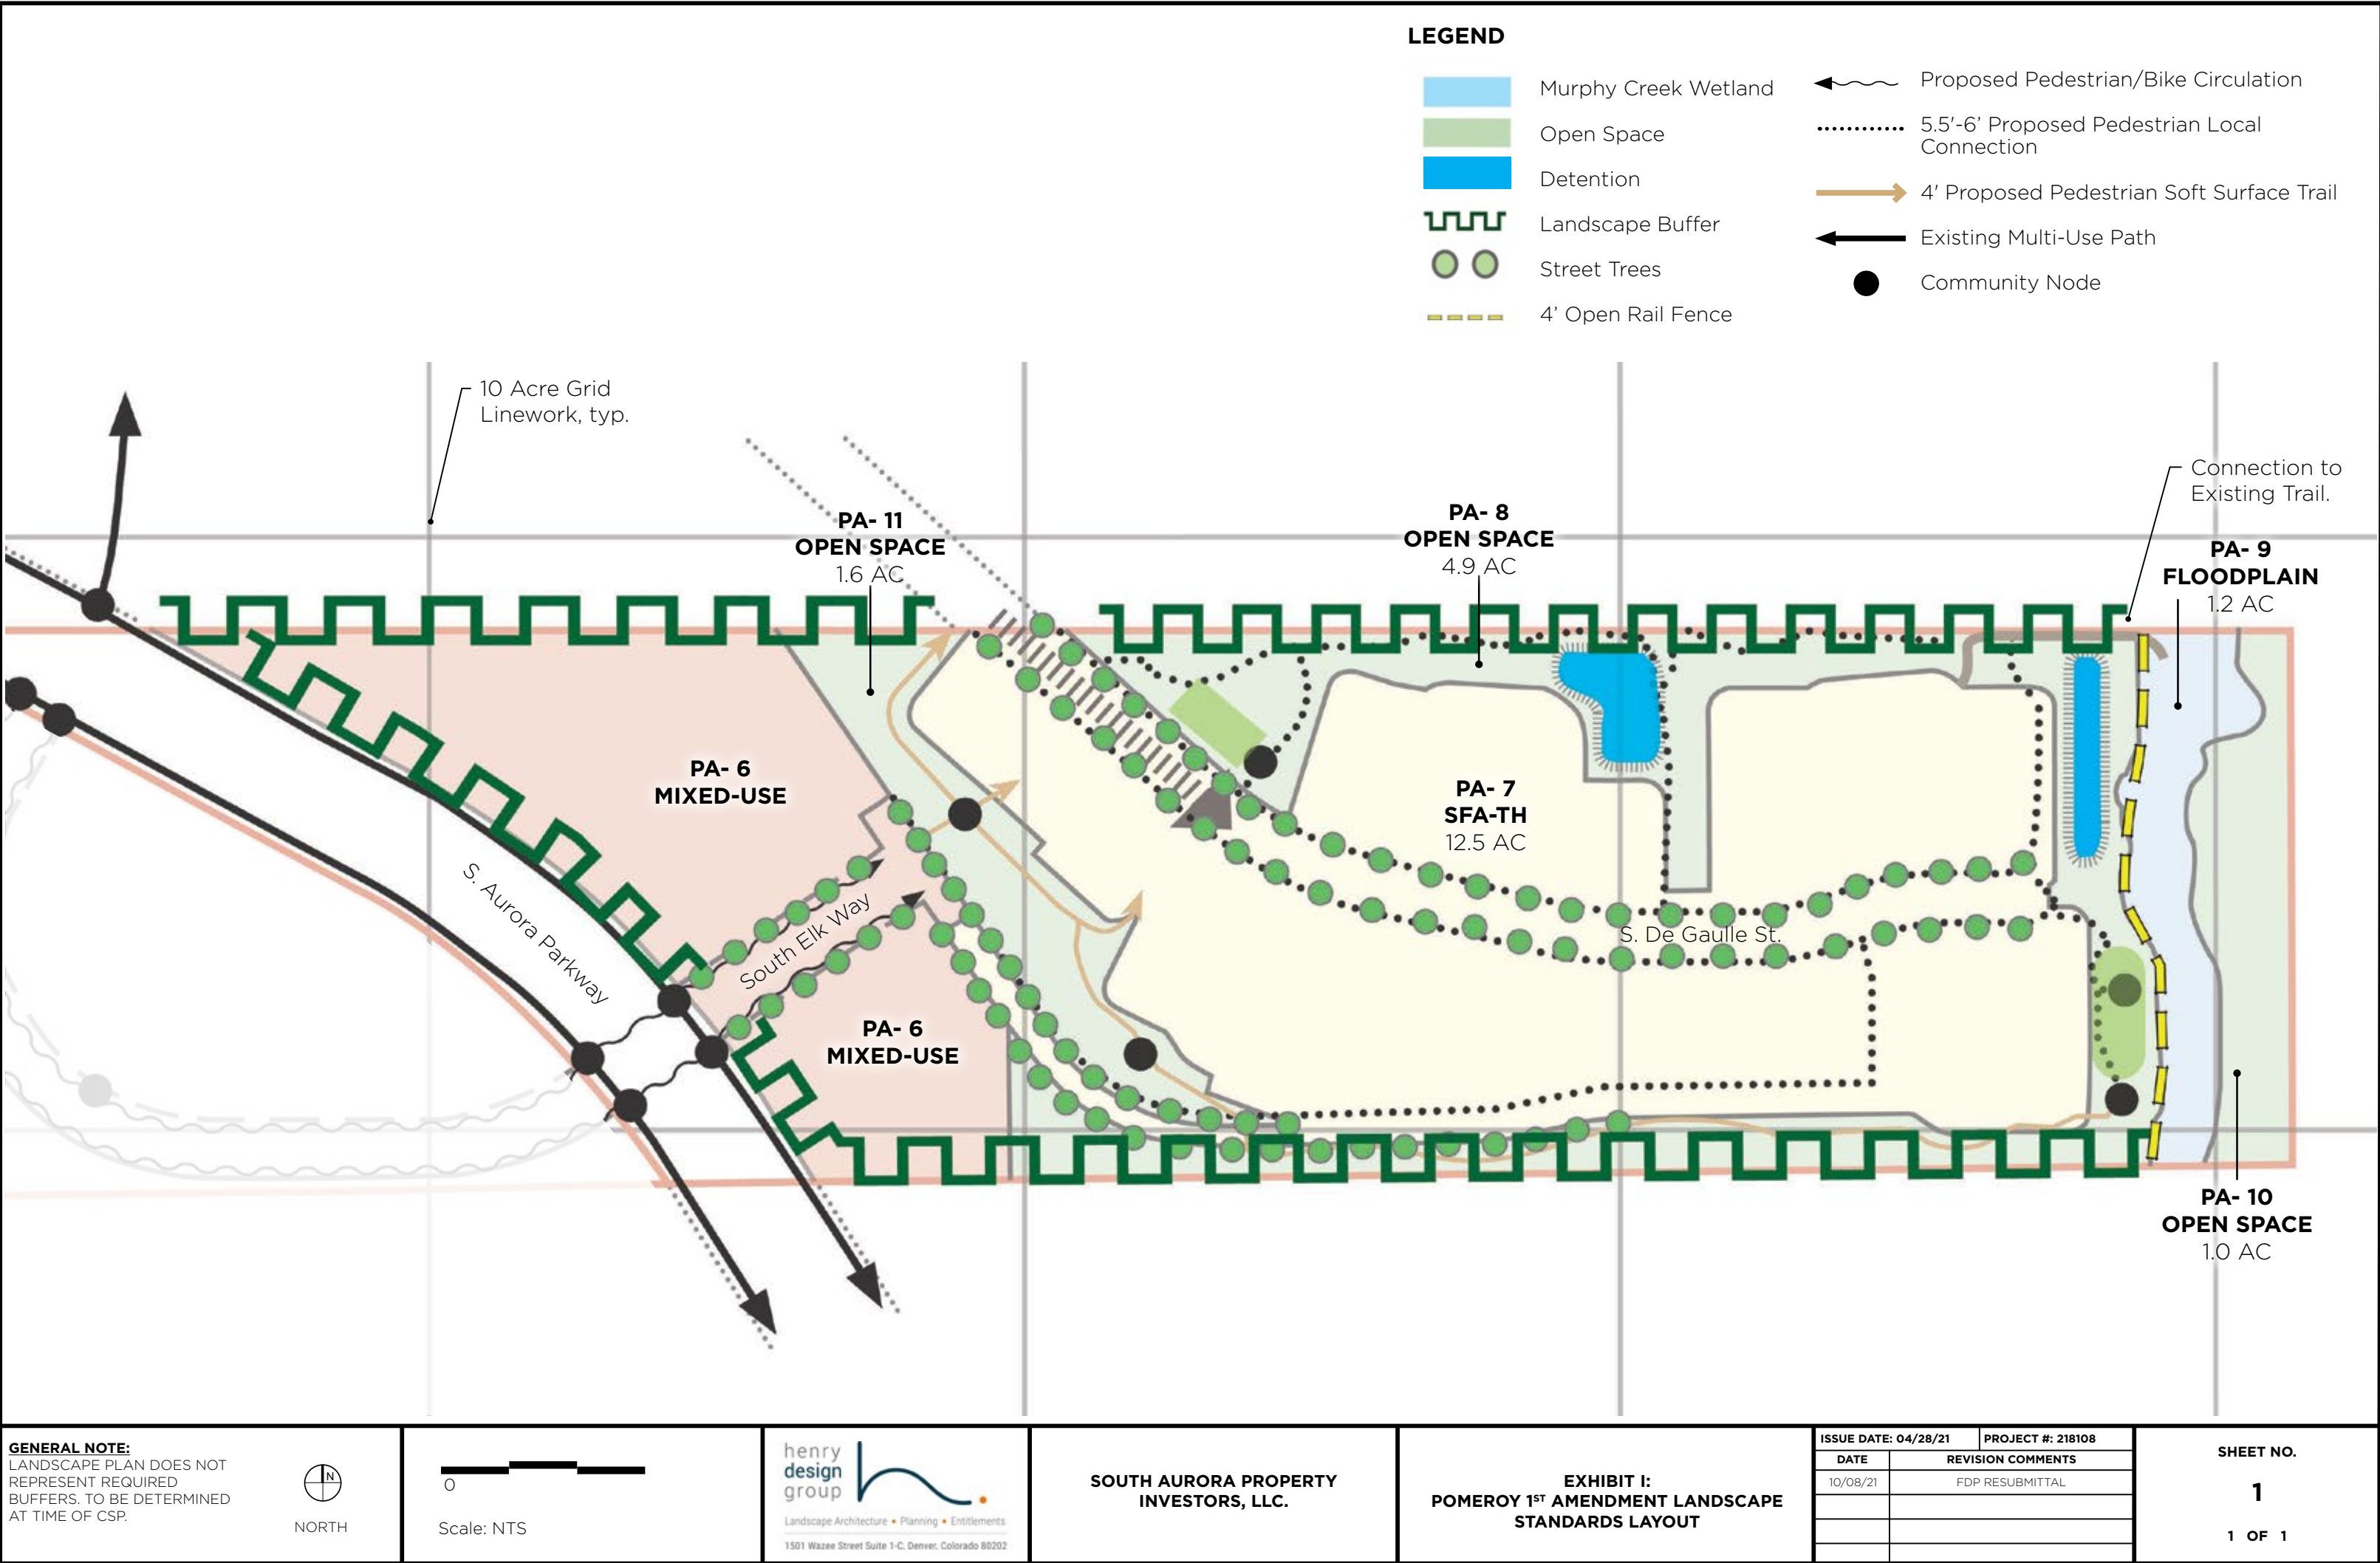 LEGEND
Murphy Creek Wetland
Open Space
Detention
Landscape Buffer
Street Trees
4' Open Rail Fence
Proposed Pedestrian/Bike Circulation
5.5'-6' Proposed Pedestrian Local
Connection
4' Proposed Pedestrian Soft Surface Trail
Existing Multi-Use Path
Community Node
10 Acre Grid
Linework, typ.
PA- 11
OPEN SPACE
1.6 AC
PA- 8
OPEN SPACE
4.9 AC
Connection to
Existing Trail.
PA- 9
FLOODPLAIN
1.2 AC
PA- 6
MIXED-USE
PA- 7
SFA-TH
12.5 AC
S. Aurora Parkway
South Elk Way
S. De Gaulle St.
PA- 6
MIXED-USE
PA- 10
OPEN SPACE
1.0 AC
GENERAL NOTE:
LANDSCAPE PLAN DOES NOT
REPRESENT REQUIRED
BUFFERS. TO BE DETERMINED
AT TIME OF CSP.
N
NORTH
0
Scale: NTS
henry
design
group
Landscape Architecture • Planning • Entitlements
1501 Wazee Street Suite 1-C, Denver, Colorado 80202
SOUTH AURORA PROPERTY
INVESTORS, LLC.
EXHIBIT I:
POMEROY 1ST AMENDMENT LANDSCAPE
STANDARDS LAYOUT
ISSUE DATE: 04/28/21 PROJECT #: 218108
DATE REVISION COMMENTS
10/08/21 FDP RESUBMITTAL
SHEET NO.
1
1 OF 1